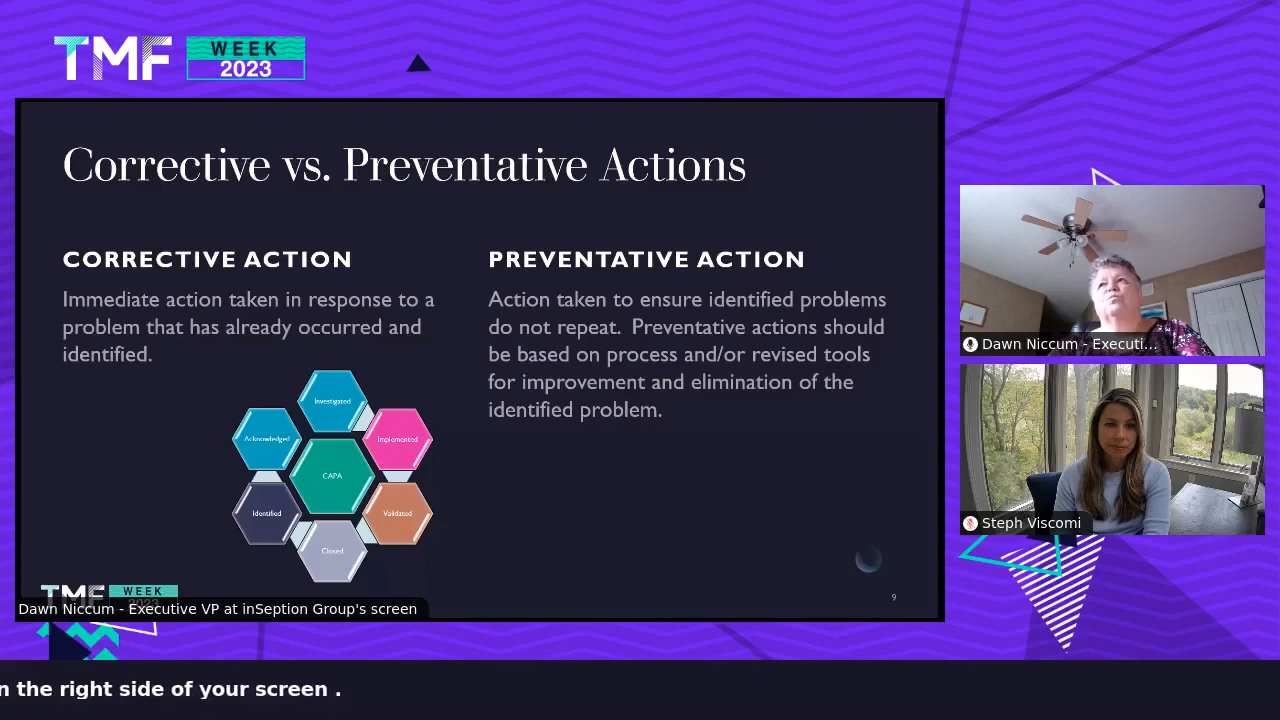 TMF WEEK
2023
Corrective vs. Preventative Actions
CORRECTIVE ACTION
Immediate action taken in response to a
problem that has already occurred and
identified.
PREVENTATIVE ACTION
Action taken to ensure identified problems
do not repeat. Preventative actions should
be based on process and/or revised tools
for improvement and elimination of the
identified problem.
Investigated
Acknowledged
Implemented
CAPA
Identified
Validated
Closed
TMF WEEK
9
Dawn Niccum - Executive VP at inSeption Group's screen
Dawn Niccum - Executi...
Steph Viscomi
n the right side of your screen .